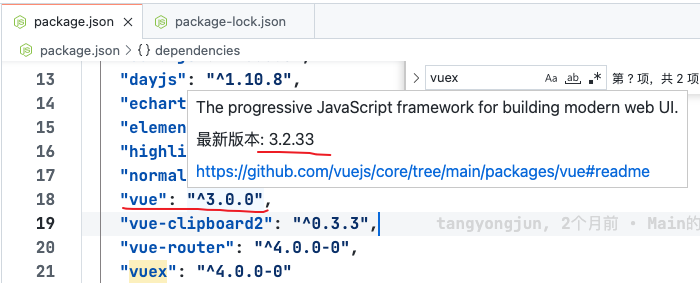 package.json
package-lock.json
package.json > {} dependencies
13 "dayjs": "^1.10.8",
vuex Aa ab, .* 第 ? 项，共 2 项
14 "echart
The progressive JavaScript framework for building modern web UI.
15 "elemen
最新版本: 3.2.33
16 "highli
17 "normal
https://github.com/vuejs/core/tree/main/packages/vue#readme
18 "vue": "^3.0.0",
19 "vue-clipboard2": "^0.3.3", tangyongjun, 2个月前 • Main的
20 "vue-router": "^4.0.0-0",
21 "vuex": "^4.0.0-0"